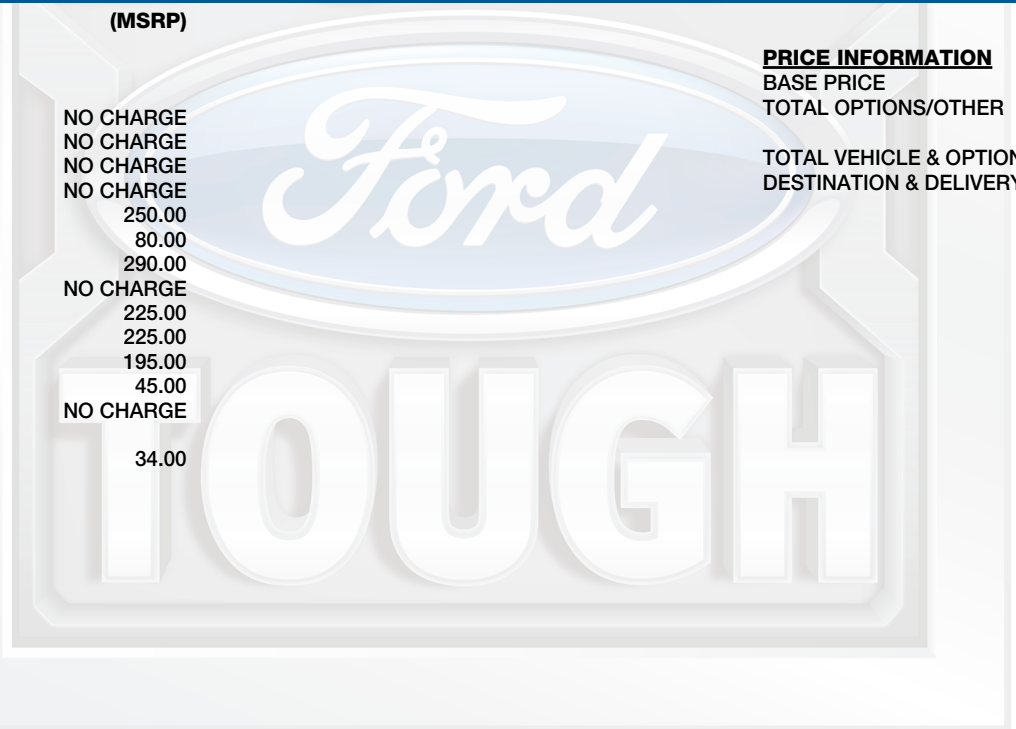 (MSRP)
NO CHARGE
NO CHARGE
NO CHARGE
NO CHARGE
250.00
80.00
290.00
NO CHARGE
225.00
225.00
195.00
45.00
NO CHARGE
34.00
PRICE INFORMATION
BASE PRICE
TOTAL OPTIONS/OTHER
TOTAL VEHICLE & OPTION
DESTINATION & DELIVERY
Ford
TOUGH